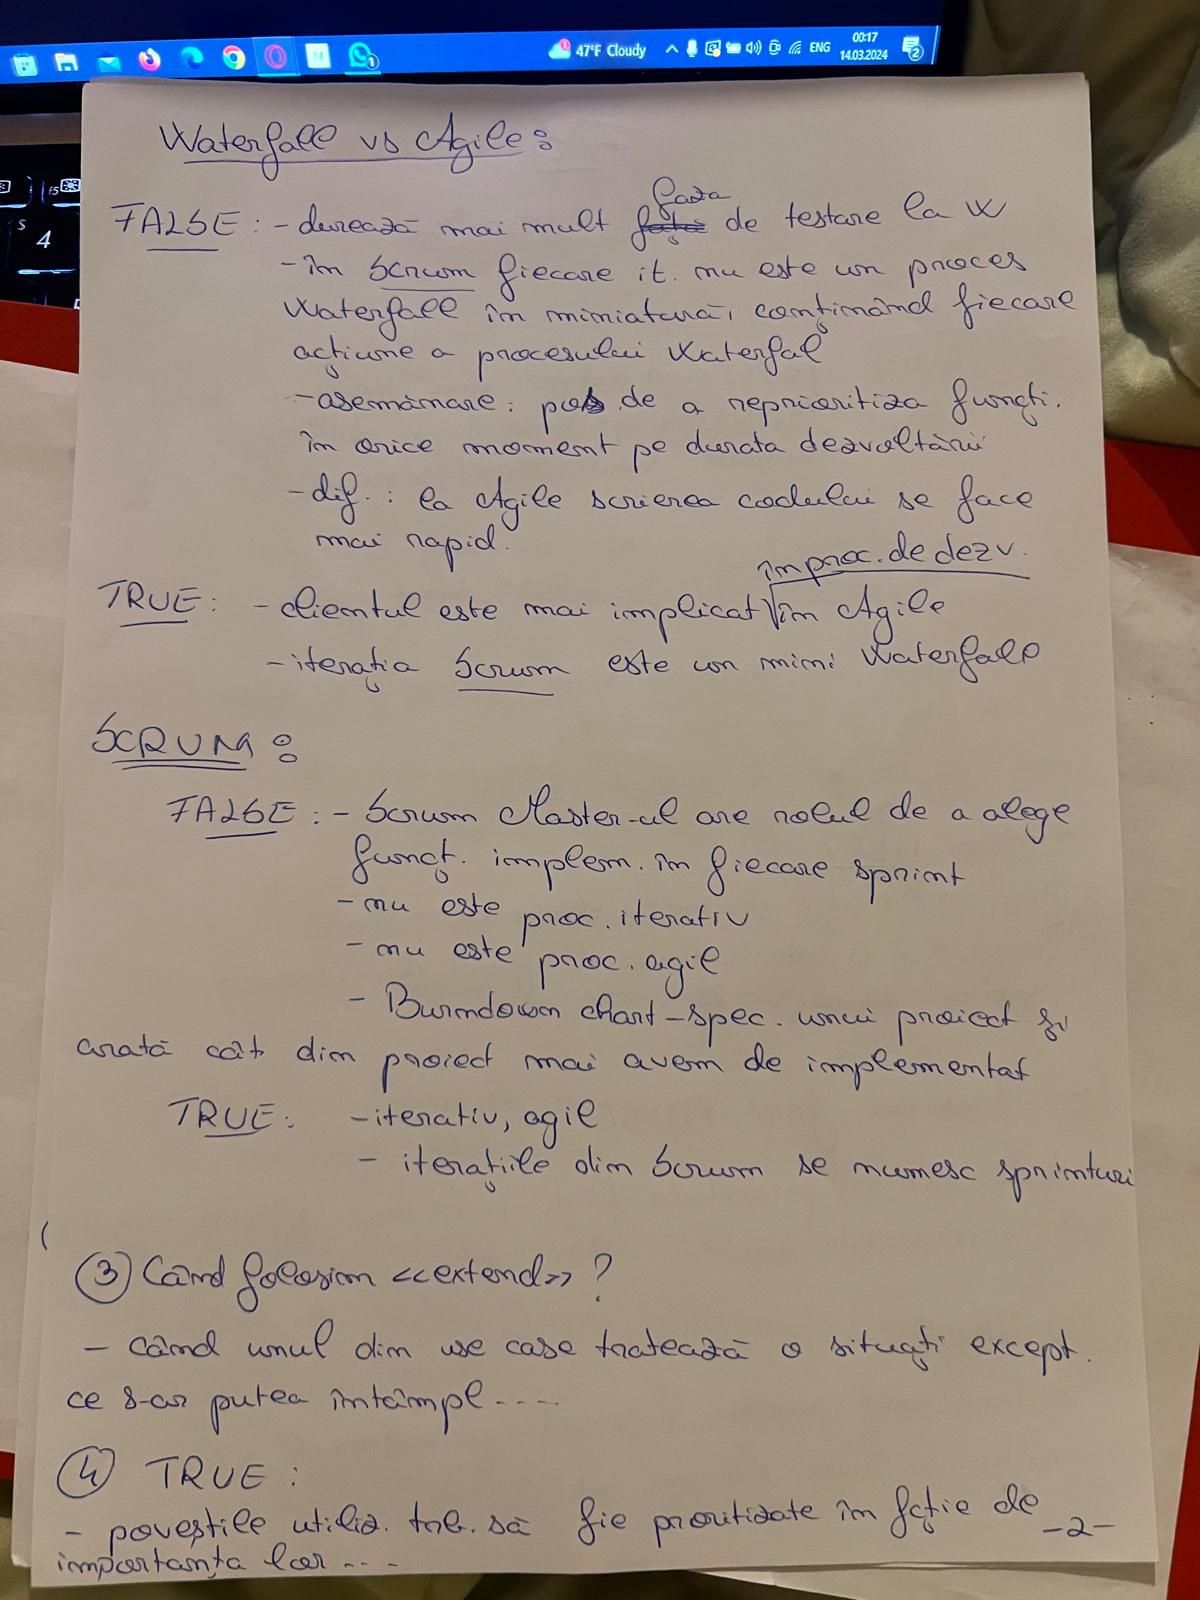 47°F Cloudy
ENG
00:17
14.03.2024
2
1
F5
S
4
Waterfall vs Agile:
FALSE: - durează mai mult faza de testare la W
- în Scrum fiecare it. nu este un proces
Waterfall în miniatură, conținând fiecare
acțiune a procesului Waterfal
- asemănare: pos. de a reprioritiza funcți.
în orice moment pe durata dezvoltării
- dif. : la Agile scrierea codului se face
mai rapid.
TRUE: - clientul este mai implicat în proc. de dezv. în Agile
- iterația Scrum este un mini Waterfall
SCRUM:
FALSE: - Scrum Master-ul are rolul de a alege
funcț. implem. în fiecare sprint
- nu este proc. iterativ
- nu este proc. agil
- Burndown chart - spec. unui proiect și
arată cât din proiect mai avem de implementat
TRUE: - iterativ, agil
- iterațiile din Scrum se numesc sprinturi
(
3 Când folosim <<extend>> ?
- Când unul din use case tratează o situați except.
ce s-ar putea întâmpl....
4 TRUE:
- poveștile utiliz. trb. să fie prioritizate în fcție de
importanța lor ...
-2-